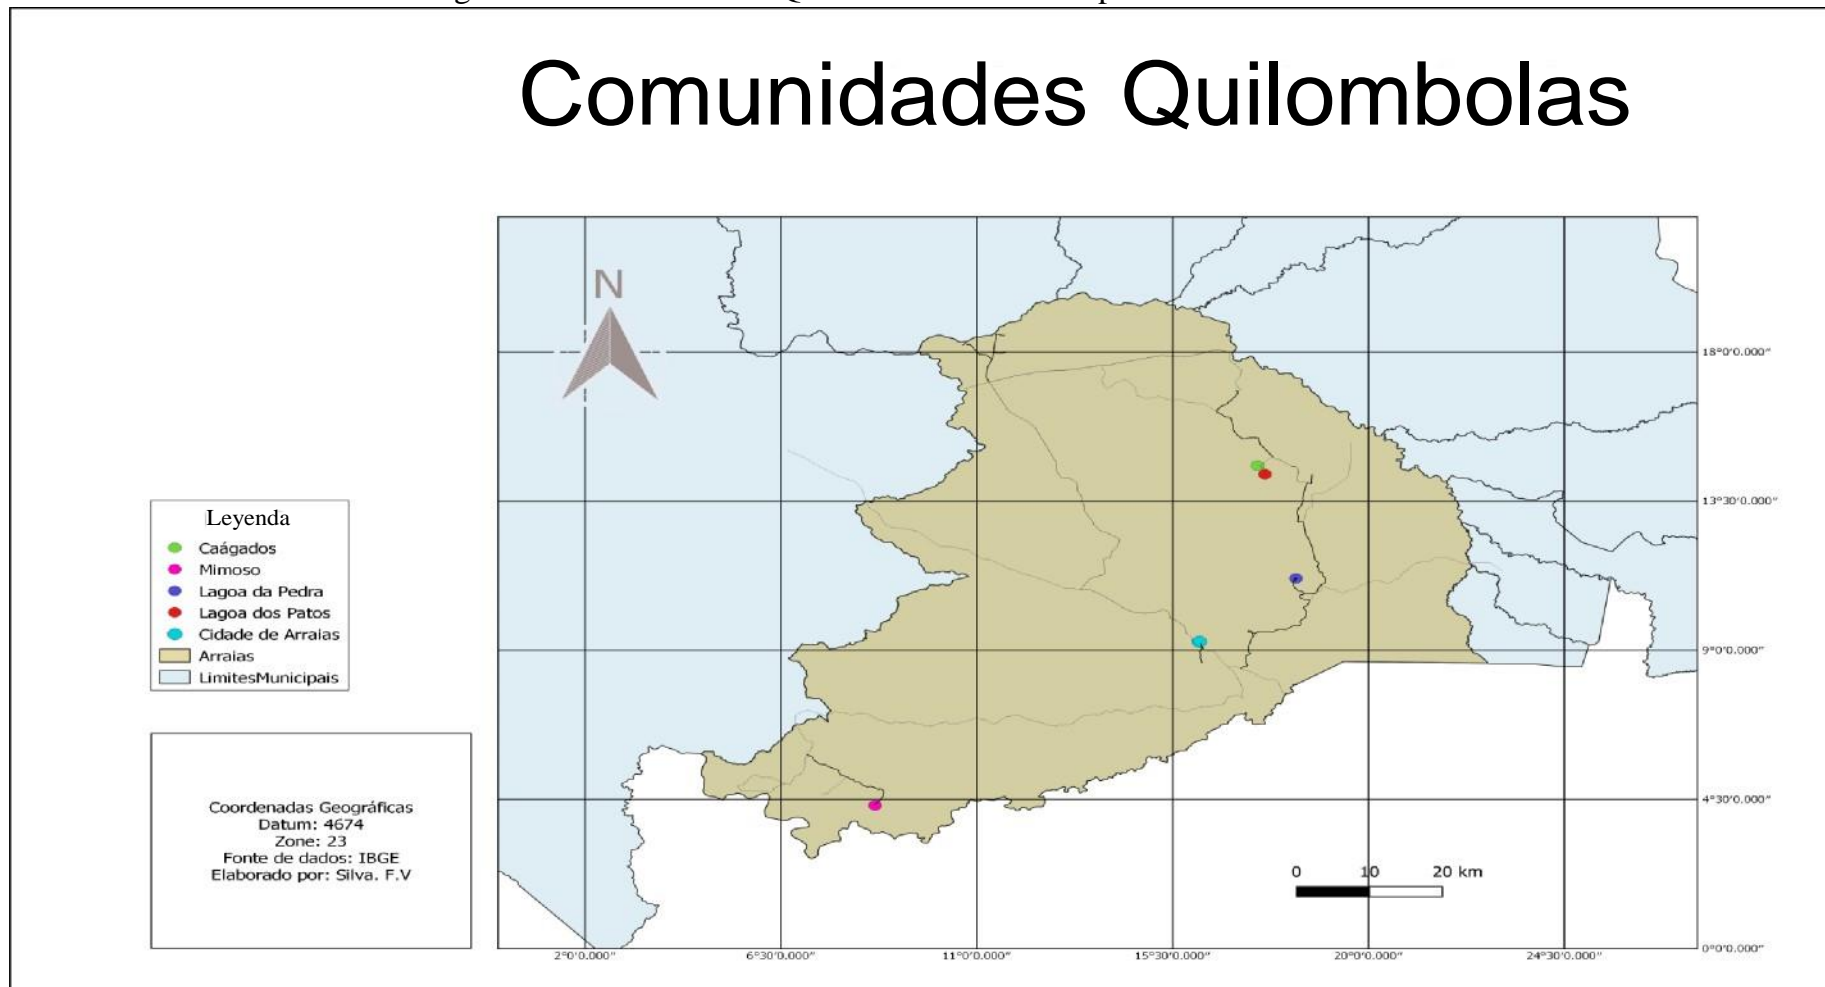 Comunidades Quilombolas
N
18°0'0.000"
13°30'0.000"
9°0'0.000"
4°30'0.000"
0°0'0.000"
2°0'0.000"
6°30'0.000"
11°0'0.000"
15°30'0.000"
20°0'0.000"
24°30'0.000"
0 10 20 km
Leyenda
Caágados
Mimoso
Lagoa da Pedra
Lagoa dos Patos
Cidade de Arraias
Arraias
LimitesMunicipais
Coordenadas Geográficas
Datum: 4674
Zone: 23
Fonte de dados: IBGE
Elaborado por: Silva. F.V